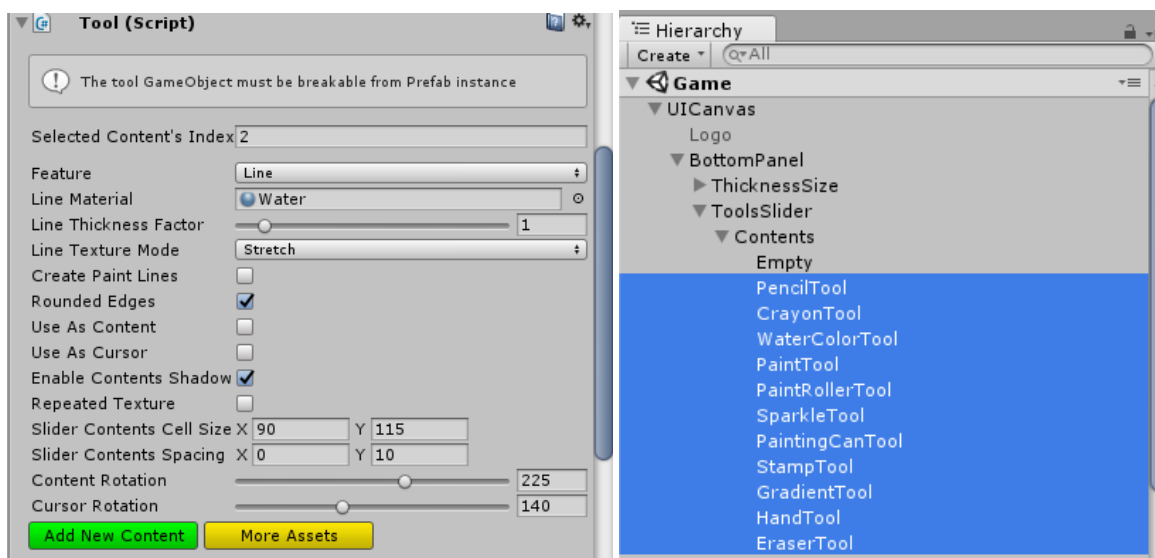 Tool (Script)
The tool GameObject must be breakable from Prefab instance
Selected Content's Index 2
Feature Line
Line Material Water
Line Thickness Factor 1
Line Texture Mode Stretch
Create Paint Lines
Rounded Edges
Use As Content
Use As Cursor
Enable Contents Shadow
Repeated Texture
Slider Contents Cell Size X 90 Y 115
Slider Contents Spacing X 0 Y 10
Content Rotation 225
Cursor Rotation 140
Add New Content More Assets
Hierarchy
Create All
Game
UICanvas
Logo
BottomPanel
ThicknessSize
ToolsSlider
Contents
Empty
PencilTool
CrayonTool
WaterColorTool
PaintTool
PaintRollerTool
SparkleTool
PaintingCanTool
StampTool
GradientTool
HandTool
EraserTool